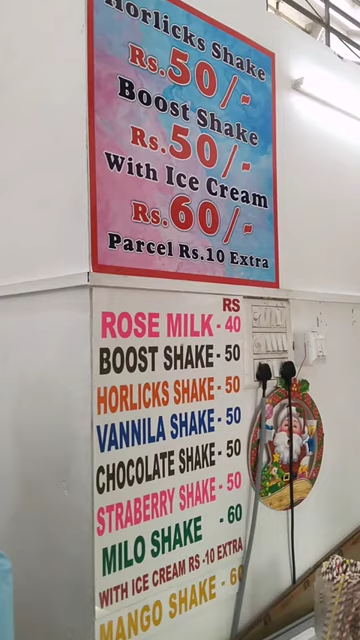 Horlicks Shake
Rs.50/-
Boost Shake
Rs.50/-
With Ice Cream
Rs.60/-
Parcel Rs.10 Extra
RS
ROSE MILK - 40
BOOST SHAKE - 50
HORLICKS SHAKE - 50
VANNILA SHAKE - 50
CHOCOLATE SHAKE - 50
STRABERRY SHAKE - 50
MILO SHAKE - 60
WITH ICE CREAM RS -10 EXTRA
MANGO SHAKE - 60